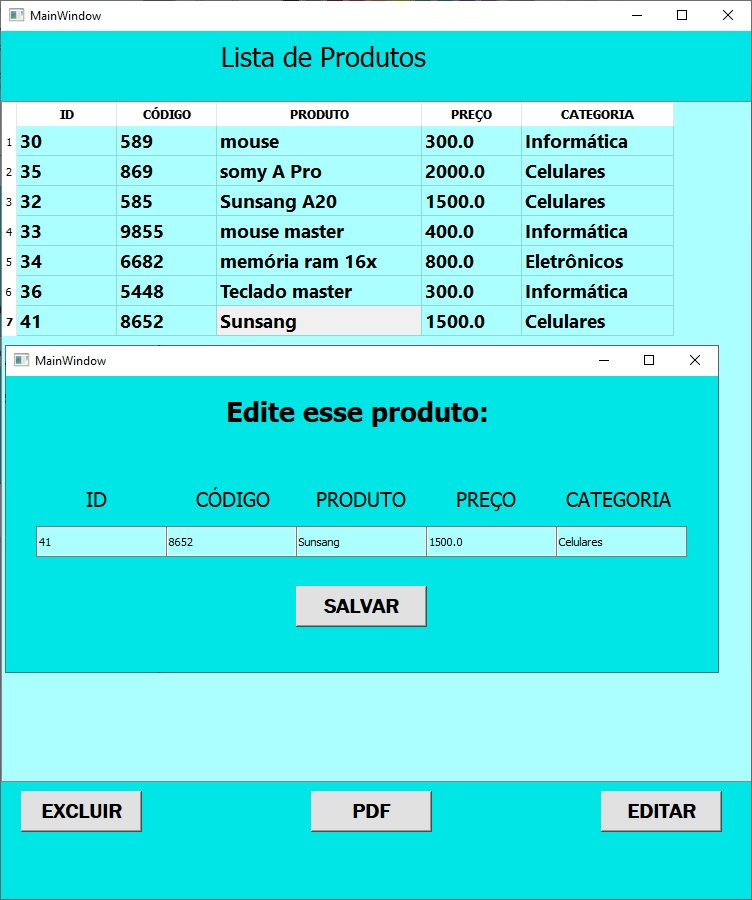 MainWindow
Lista de Produtos
ID CÓDIGO PRODUTO PREÇO CATEGORIA
1 30 589 mouse 300.0 Informática
2 35 869 somy A Pro 2000.0 Celulares
3 32 585 Sunsang A20 1500.0 Celulares
4 33 9855 mouse master 400.0 Informática
5 34 6682 memória ram 16x 800.0 Eletrônicos
6 36 5448 Teclado master 300.0 Informática
7 41 8652 Sunsang 1500.0 Celulares
MainWindow
Edite esse produto:
ID CÓDIGO PRODUTO PREÇO CATEGORIA
41 8652 Sunsang 1500.0 Celulares
SALVAR
EXCLUIR PDF EDITAR